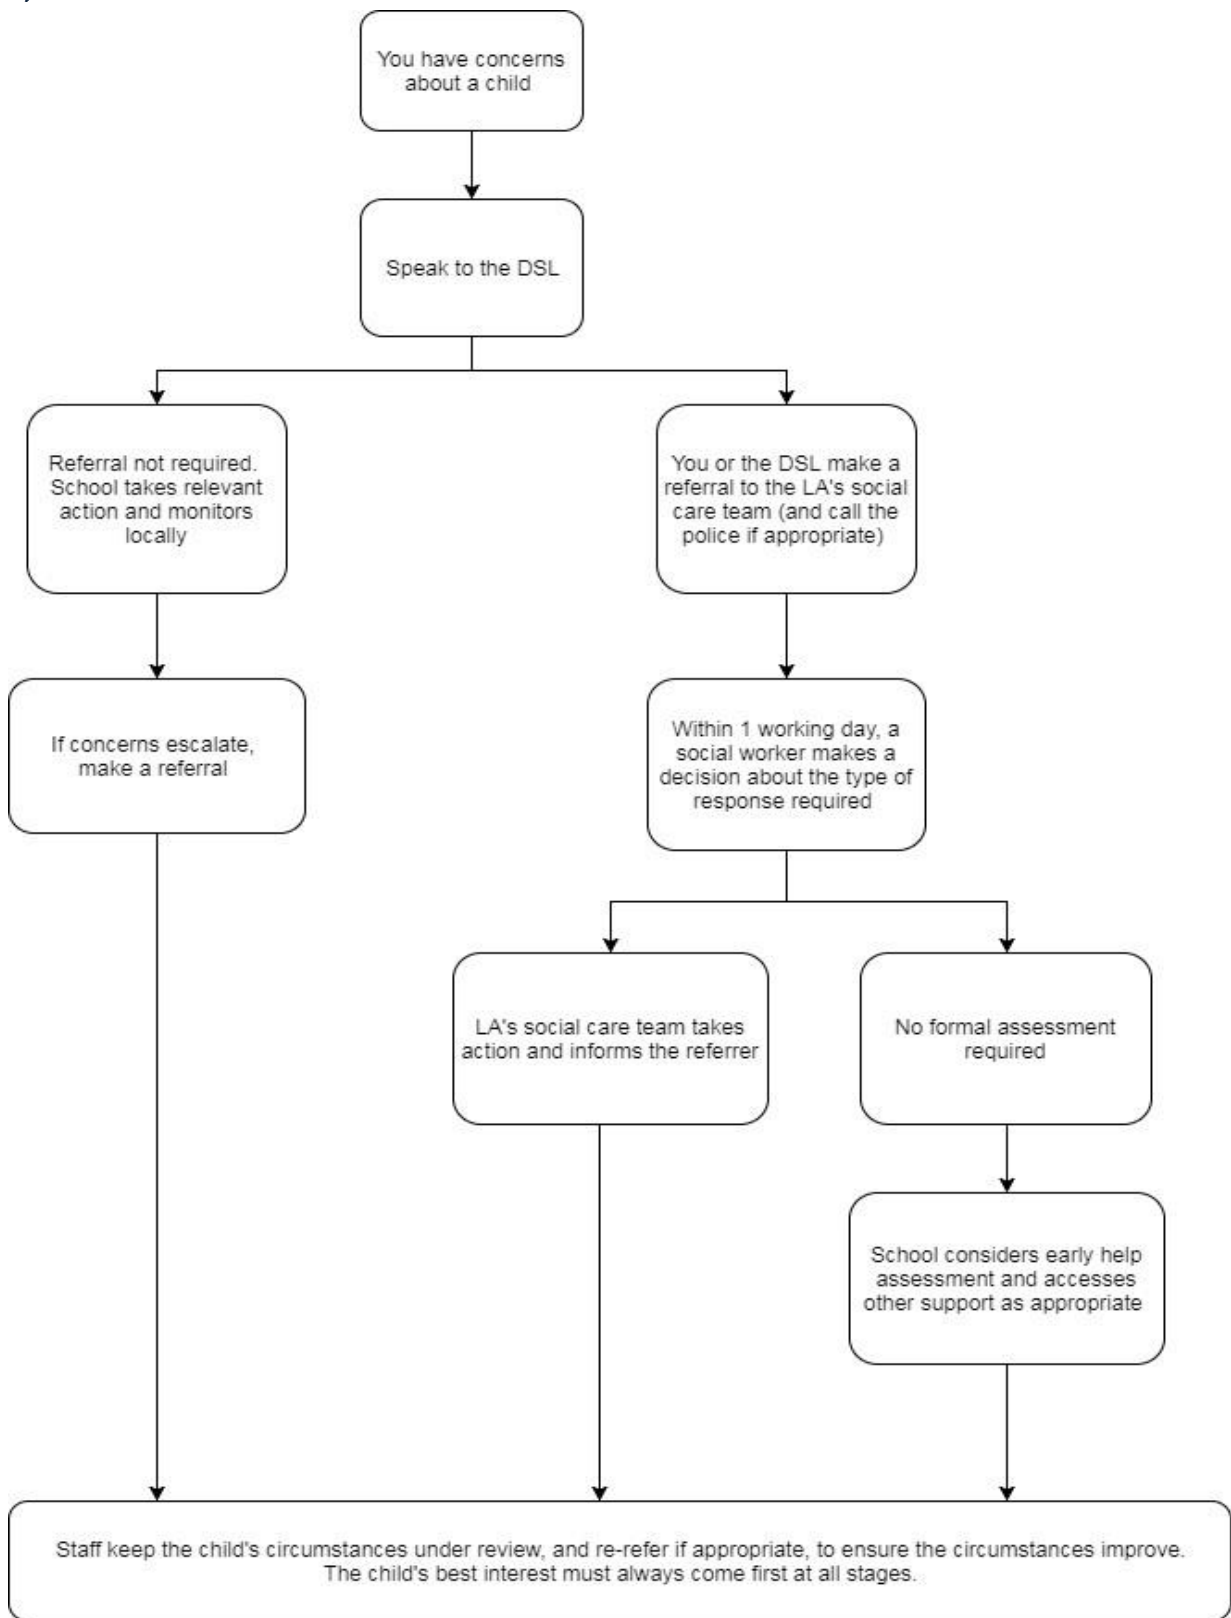 You have concerns
about a child
Speak to the DSL
Referral not required.
School takes relevant
action and monitors
locally
You or the DSL make a
referral to the LA's social
care team (and call the
police if appropriate)
If concerns escalate,
make a referral
Within 1 working day, a
social worker makes a
decision about the type of
response required
LA's social care team takes
action and informs the referrer
No formal assessment
required
School considers early help
assessment and accesses
other support as appropriate
Staff keep the child's circumstances under review, and re-refer if appropriate, to ensure the circumstances improve.
The child's best interest must always come first at all stages.